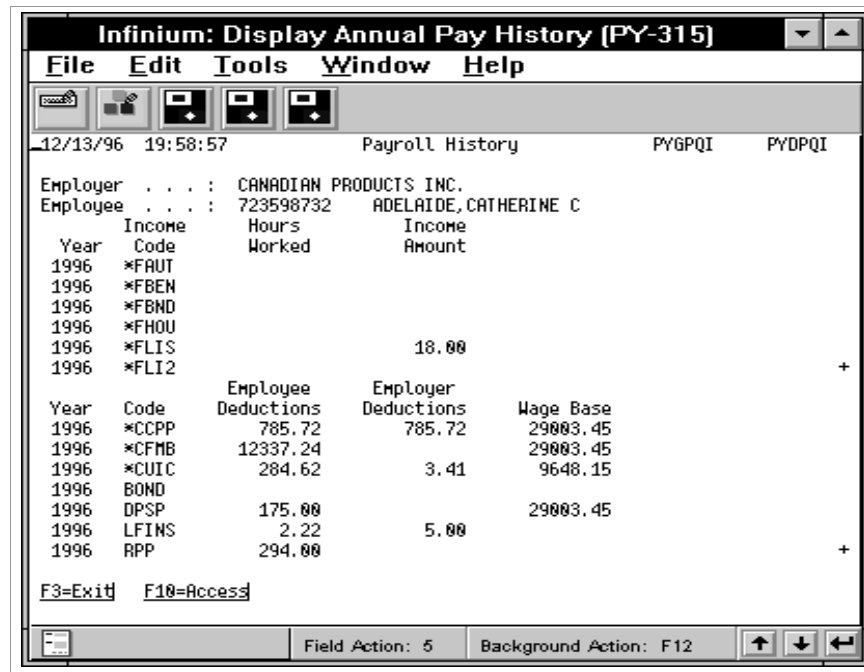 Infinium: Display Annual Pay History (PY-315)
File Edit Tools Window Help
12/13/96 19:58:57 Payroll History PYGPQI PYDPQI
Employer . . . : CANADIAN PRODUCTS INC.
Employee . . . : 723598732 ADELAIDE,CATHERINE C
Income Hours Income
Year Code Worked Amount
1996 *FAUT
1996 *FBEN
1996 *FBND
1996 *FHOU
1996 *FLIS 18.00
1996 *FLI2 +
Employee Employer
Year Code Deductions Deductions Wage Base
1996 *CCPP 785.72 785.72 29003.45
1996 *CFMB 12337.24 29003.45
1996 *CUIC 284.62 3.41 9648.15
1996 BOND
1996 DPSP 175.00 29003.45
1996 LFINS 2.22 5.00
1996 RPP 294.00 +
F3=Exit F10=Access
Field Action: 5 Background Action: F12